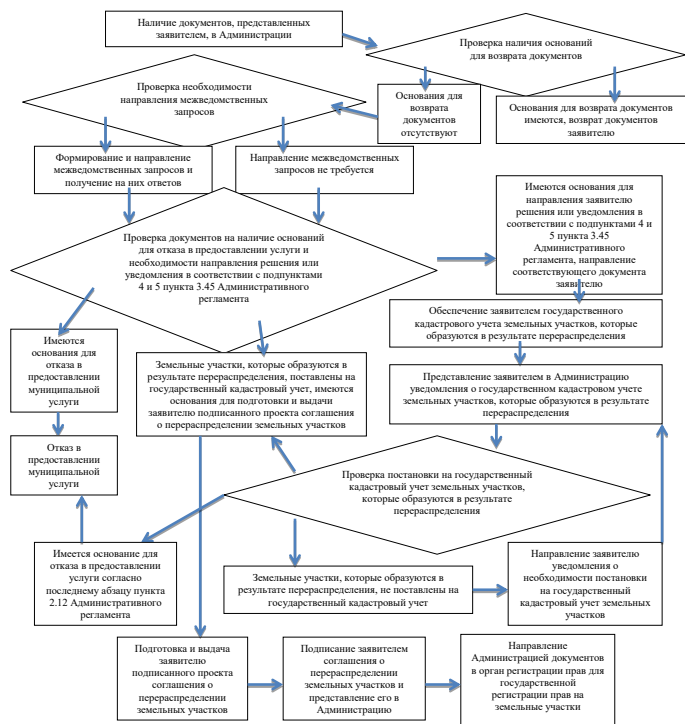 Наличие документов, представленных
заявителем, в Администрации
Проверка наличия оснований
для возврата документов
Проверка необходимости
направления межведомственных
запросов
Основания для
возврата
документов
отсутствуют
Основания для возврата документов
имеются, возврат документов
заявителю
Формирование и направление
межведомственных запросов и
получение на них ответов
Направление межведомственных
запросов не требуется
Имеются основания для
направления заявителю
решения или уведомления в
соответствии с подпунктами 4 и
5 пункта 3.45
Административного
регламента, направление
соответствующего документа
заявителю
Проверка документов на наличие оснований
для отказа в предоставлении услуги и
необходимости направления решения или
уведомления в соответствии с подпунктами
4 и 5 пункта 3.45 Административного
регламента
Обеспечение заявителем государственного
кадастрового учета земельных участков, которые
образуются в результате перераспределения
Имеются
основания для
отказа в
предоставлении
муниципальной
услуги
Земельные участки, которые образуются в
результате перераспределения, поставлены на
государственный кадастровый учет, имеются
основания для подготовки и выдачи
заявителю подписанного проекта соглашения
о перераспределении земельных участков
Представление заявителем в Администрацию
уведомления о государственном кадастровом учете
земельных участков, которые образуются в результате
перераспределения
Отказ в
предоставлении
муниципальной
услуги
Проверка постановки на государственный
кадастровый учет земельных участков,
которые образуются в результате
перераспределения
Имеется основание для
отказа в предоставлении
услуги согласно
последнему абзацу пункта
2.12 Административного
регламента
Земельные участки, которые образуются в
результате перераспределения, не поставлены на
государственный кадастровый учет
Направление заявителю
уведомления о
необходимости постановки
на государственный
кадастровый учет земельных
участков
Подготовка и выдача
заявителю
подписанного проекта
соглашения о
перераспределении
земельных участков
Подписание заявителем
соглашения о
перераспределении
земельных участков и
представление его в
Администрацию
Направление
Администрацией документов
в орган регистрации прав для
государственной
регистрации прав на
земельные участки